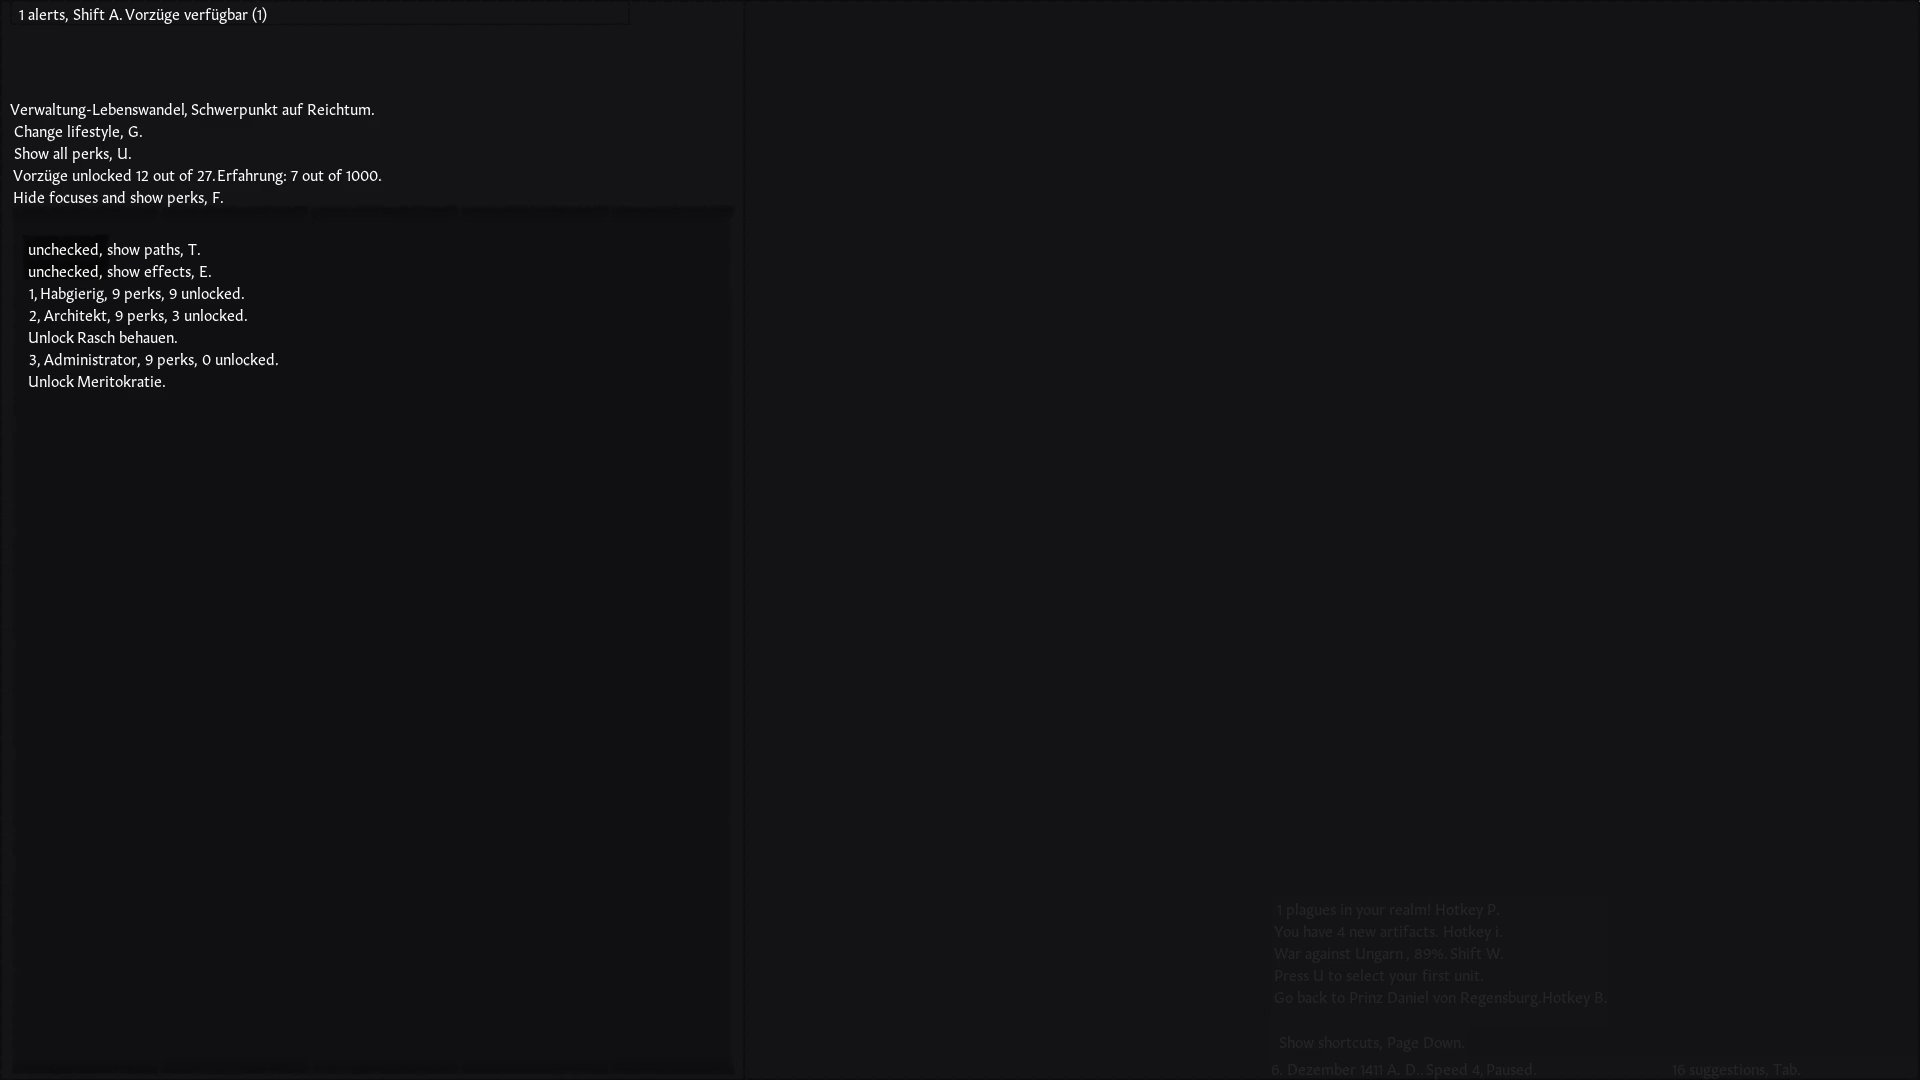 1 alerts, Shift A. Vorzüge verfügbar (1)
Verwaltung-Lebenswandel, Schwerpunkt auf Reichtum.
Change lifestyle, G.
Show all perks, U.
Vorzüge unlocked 12 out of 27. Erfahrung: 7 out of 1000.
Hide focuses and show perks, F.
unchecked, show paths, T.
unchecked, show effects, E.
1, Habgierig, 9 perks, 9 unlocked.
2, Architekt, 9 perks, 3 unlocked.
Unlock Rasch behauen.
3, Administrator, 9 perks, 0 unlocked.
Unlock Meritokratie.
1 plagues in your realm! Hotkey P.
You have 4 new artifacts. Hotkey i.
War against Ungarn , 89%. Shift W.
Press U to select your first unit.
Go back to Prinz Daniel von Regensburg.Hotkey B.
Show shortcuts, Page Down.
6. Dezember 1411 A. D.. Speed 4, Paused.
16 suggestions, Tab.